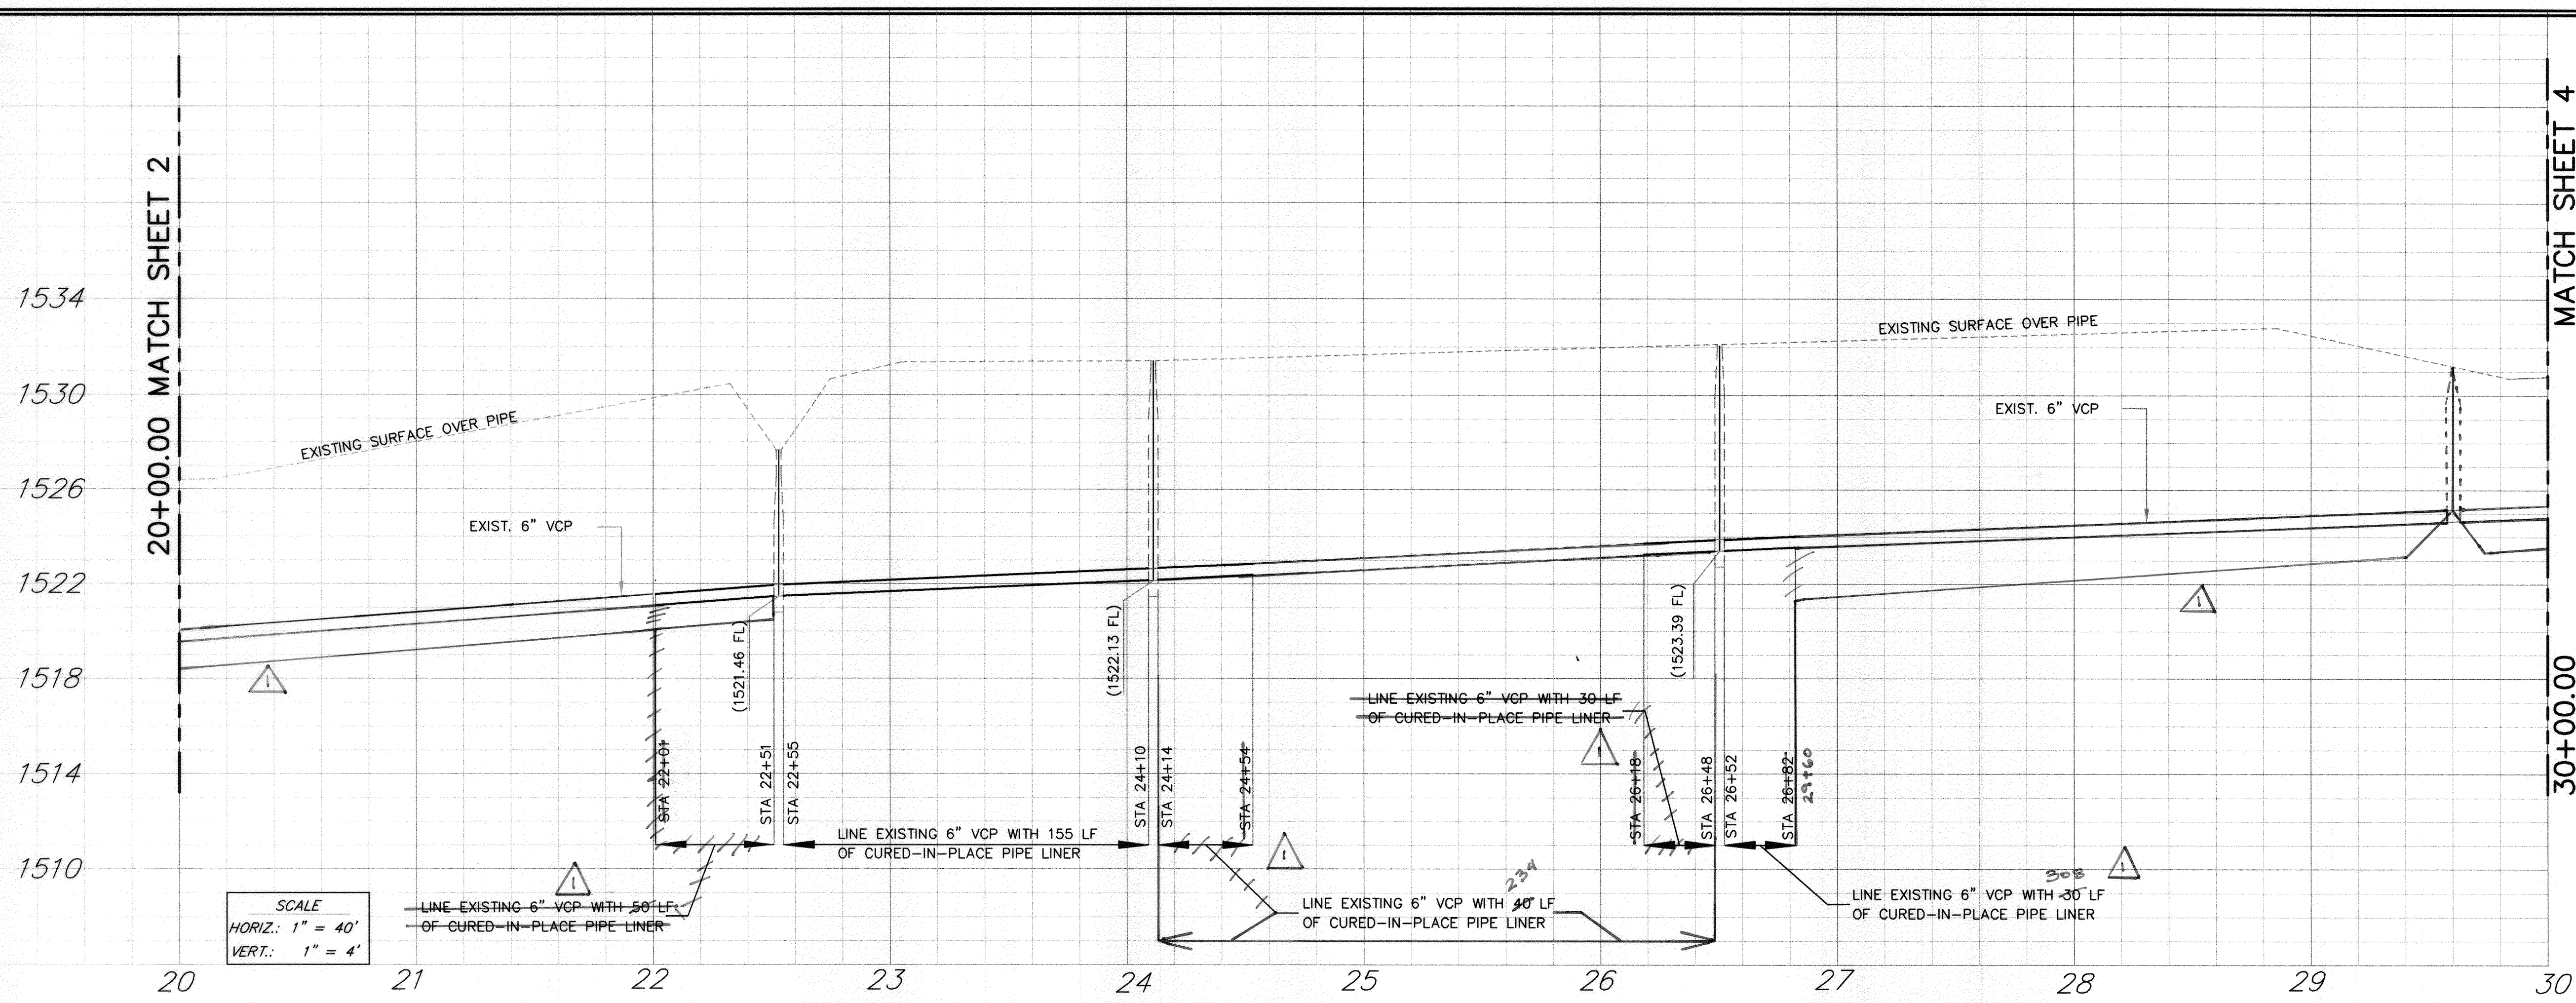 20+00.00 MATCH SHEET 2
MATCH SHEET 4
30+00.00
1534
1530
1526
1522
1518
1514
1510
EXISTING SURFACE OVER PIPE
EXISTING SURFACE OVER PIPE
EXIST. 6" VCP
EXIST. 6" VCP
(1521.46 FL)
(1522.13 FL)
(1523.39 FL)
1
1
1
1
1
1
LINE EXISTING 6" VCP WITH 30 LF
OF CURED-IN-PLACE PIPE LINER
STA 22+01
STA 22+51
STA 22+55
STA 24+10
STA 24+14
STA 24+54
STA 26+18
STA 26+48
STA 26+52
STA 26+82
29+60
LINE EXISTING 6" VCP WITH 155 LF
OF CURED-IN-PLACE PIPE LINER
LINE EXISTING 6" VCP WITH 50 LF
OF CURED-IN-PLACE PIPE LINER
234
LINE EXISTING 6" VCP WITH 40 LF
OF CURED-IN-PLACE PIPE LINER
308
LINE EXISTING 6" VCP WITH 30 LF
OF CURED-IN-PLACE PIPE LINER
SCALE
HORIZ.: 1" = 40'
VERT.: 1" = 4'
20 21 22 23 24 25 26 27 28 29 30